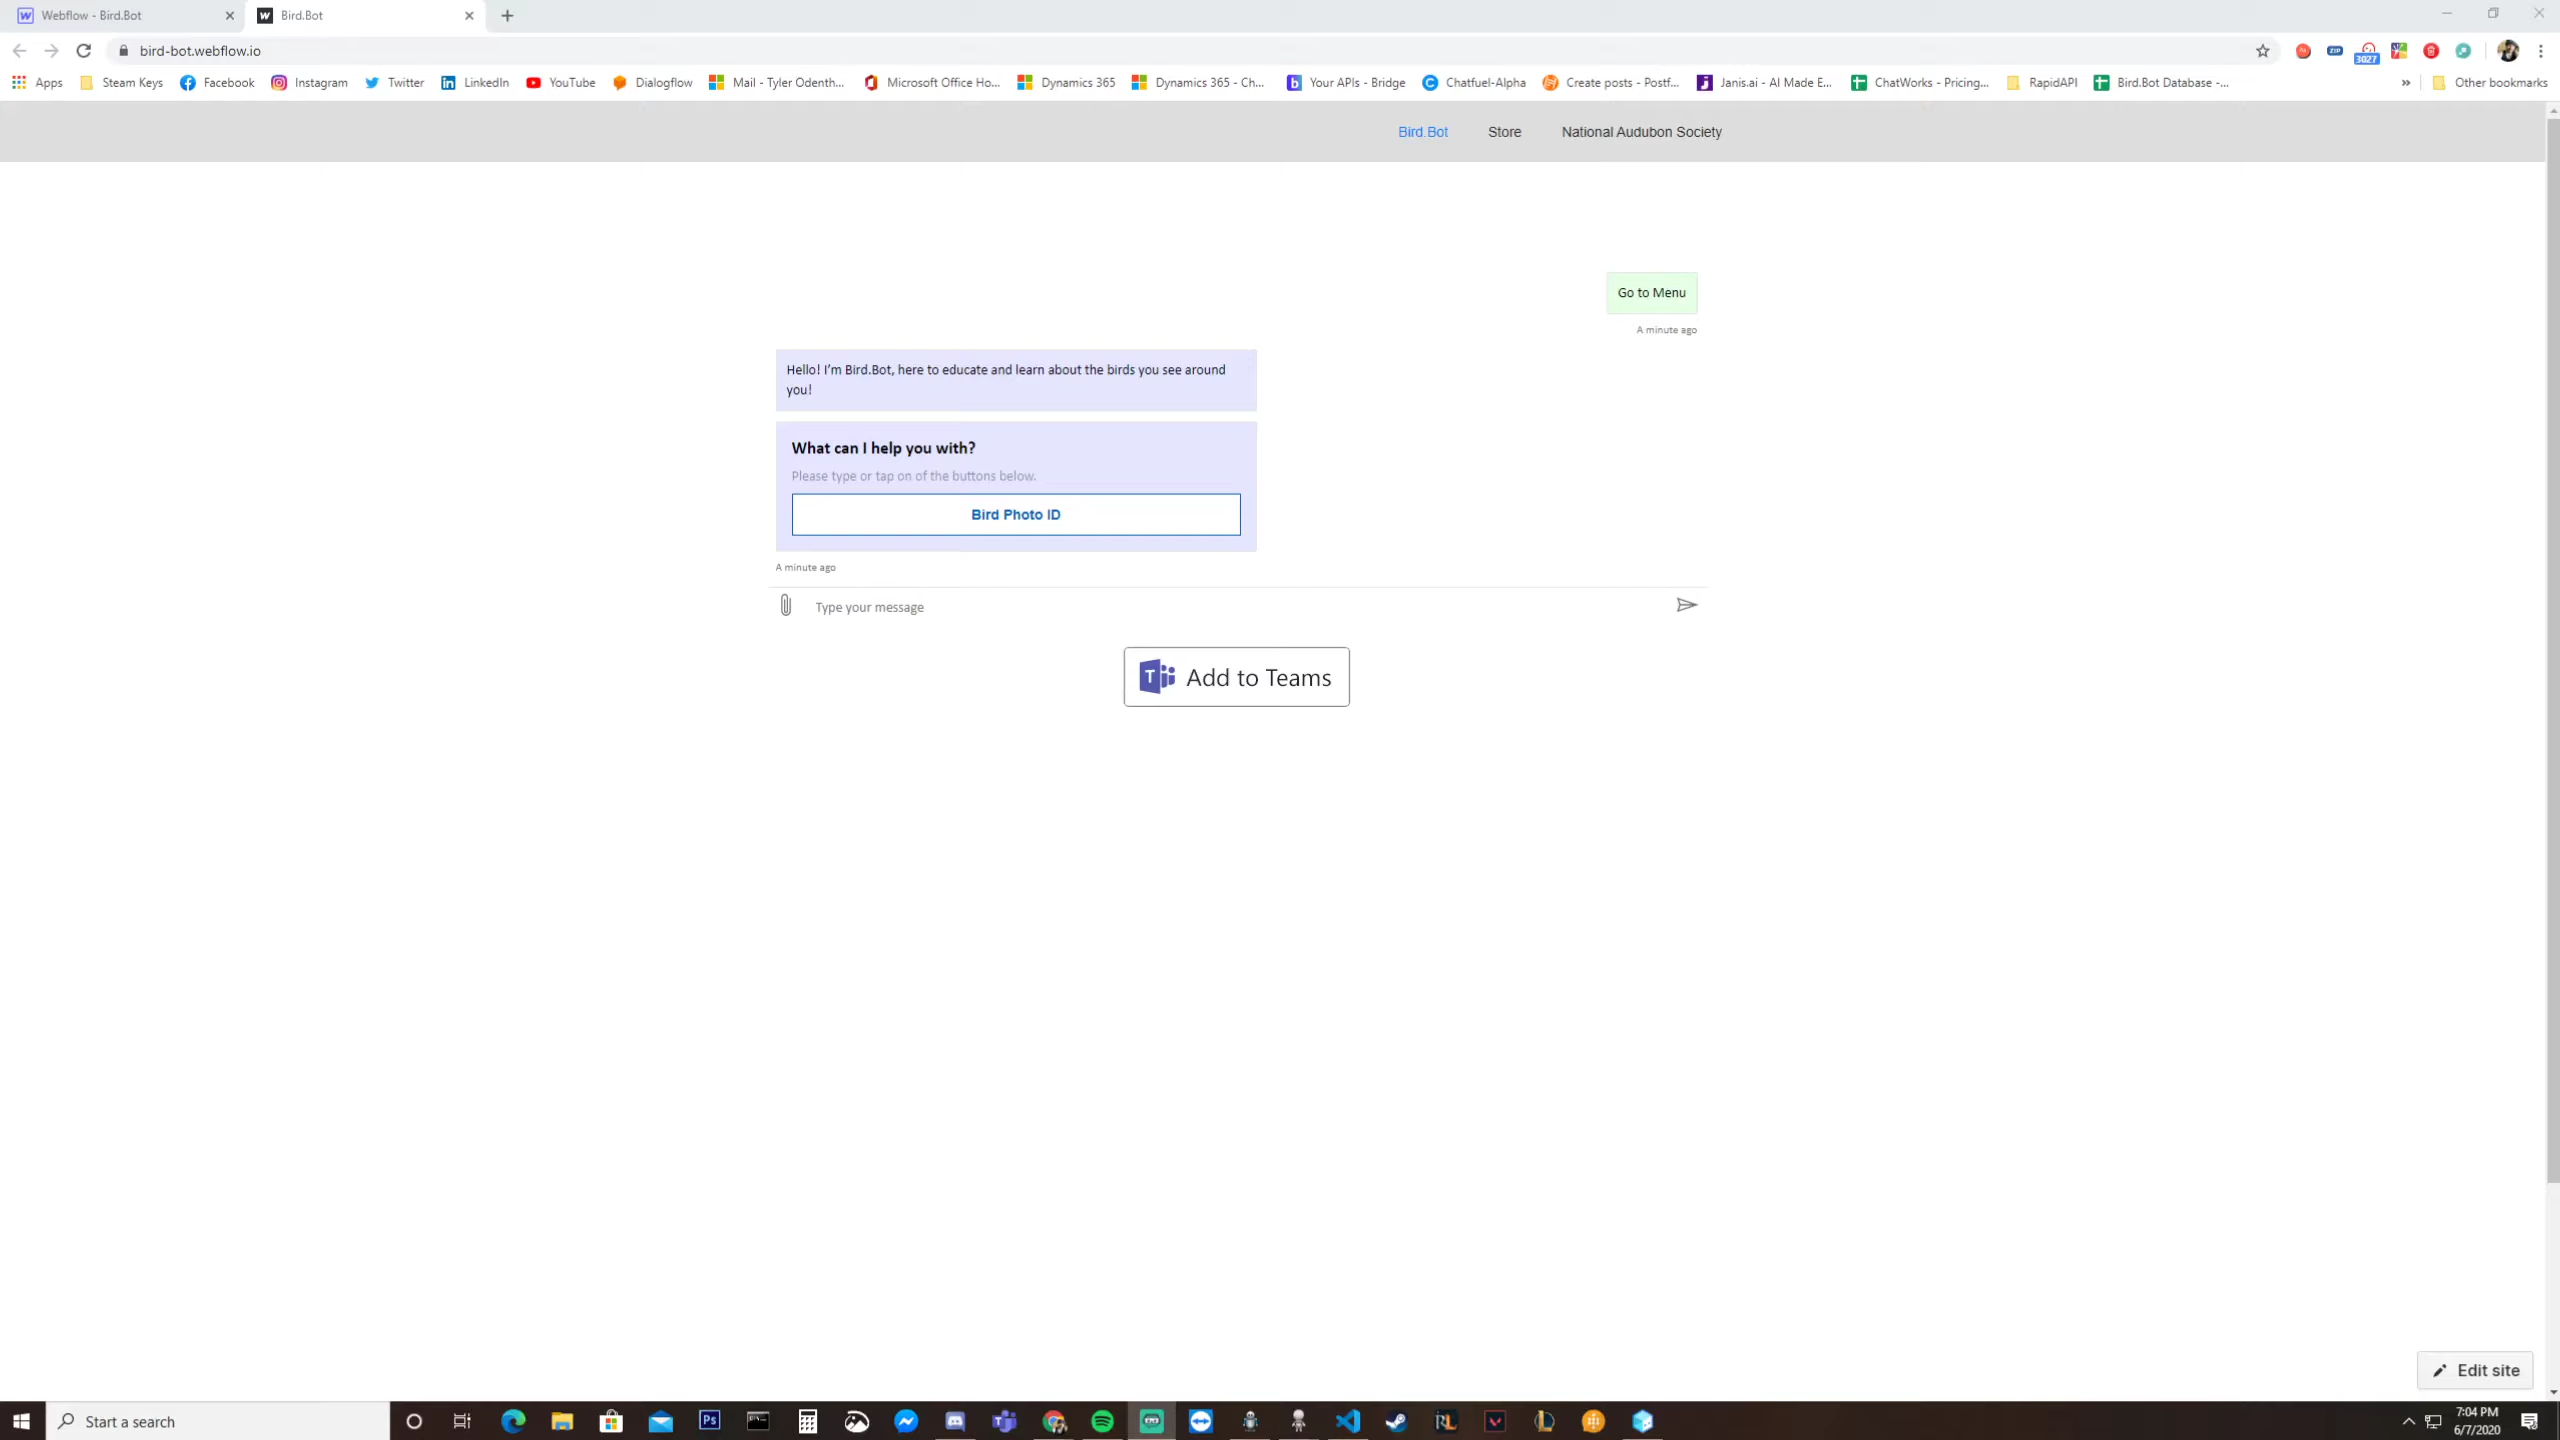 Webflow - Bird.Bot
Bird.Bot
bird-bot.webflow.io
3027
ZIP
Apps Steam Keys Facebook Instagram Twitter LinkedIn YouTube Dialogflow Mail - Tyler Odenth... Microsoft Office Ho... Dynamics 365 Dynamics 365 - Ch... Your APIs - Bridge Chatfuel-Alpha Create posts - Postf... Janis.ai - AI Made E... ChatWorks - Pricing... RapidAPI Bird.Bot Database -... » Other bookmarks
Bird.Bot Store National Audubon Society
Go to Menu
A minute ago
Hello! I'm Bird.Bot, here to educate and learn about the birds you see around
you!
What can I help you with?
Please type or tap on of the buttons below.
Bird Photo ID
A minute ago
Type your message
Add to Teams
Edit site
Start a search
Ps
RL
7:04 PM
6/7/2020